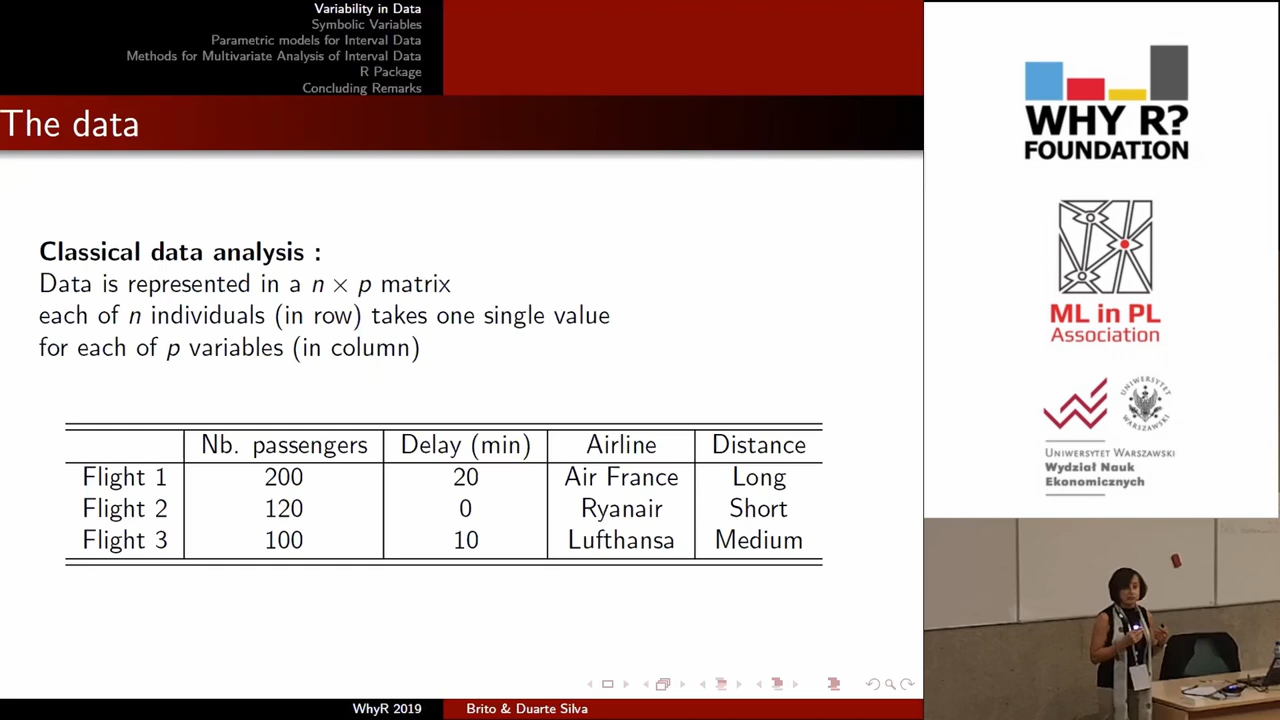 Variability in Data
Symbolic Variables
Parametric models for Interval Data
Methods for Multivariate Analysis of Interval Data
R Package
Concluding Remarks
The data
Classical data analysis :
Data is represented in a n × p matrix
each of n individuals (in row) takes one single value
for each of p variables (in column)
Nb. passengers Delay (min) Airline Distance
Flight 1 200 20 Air France Long
Flight 2 120 0 Ryanair Short
Flight 3 100 10 Lufthansa Medium
WhyR 2019 Brito & Duarte Silva
WHY R?
FOUNDATION
ML in PL
Association
UNIWERSYTET
WARSZAWSKI
UNIWERSYTET WARSZAWSKI
Wydział Nauk
Ekonomicznych